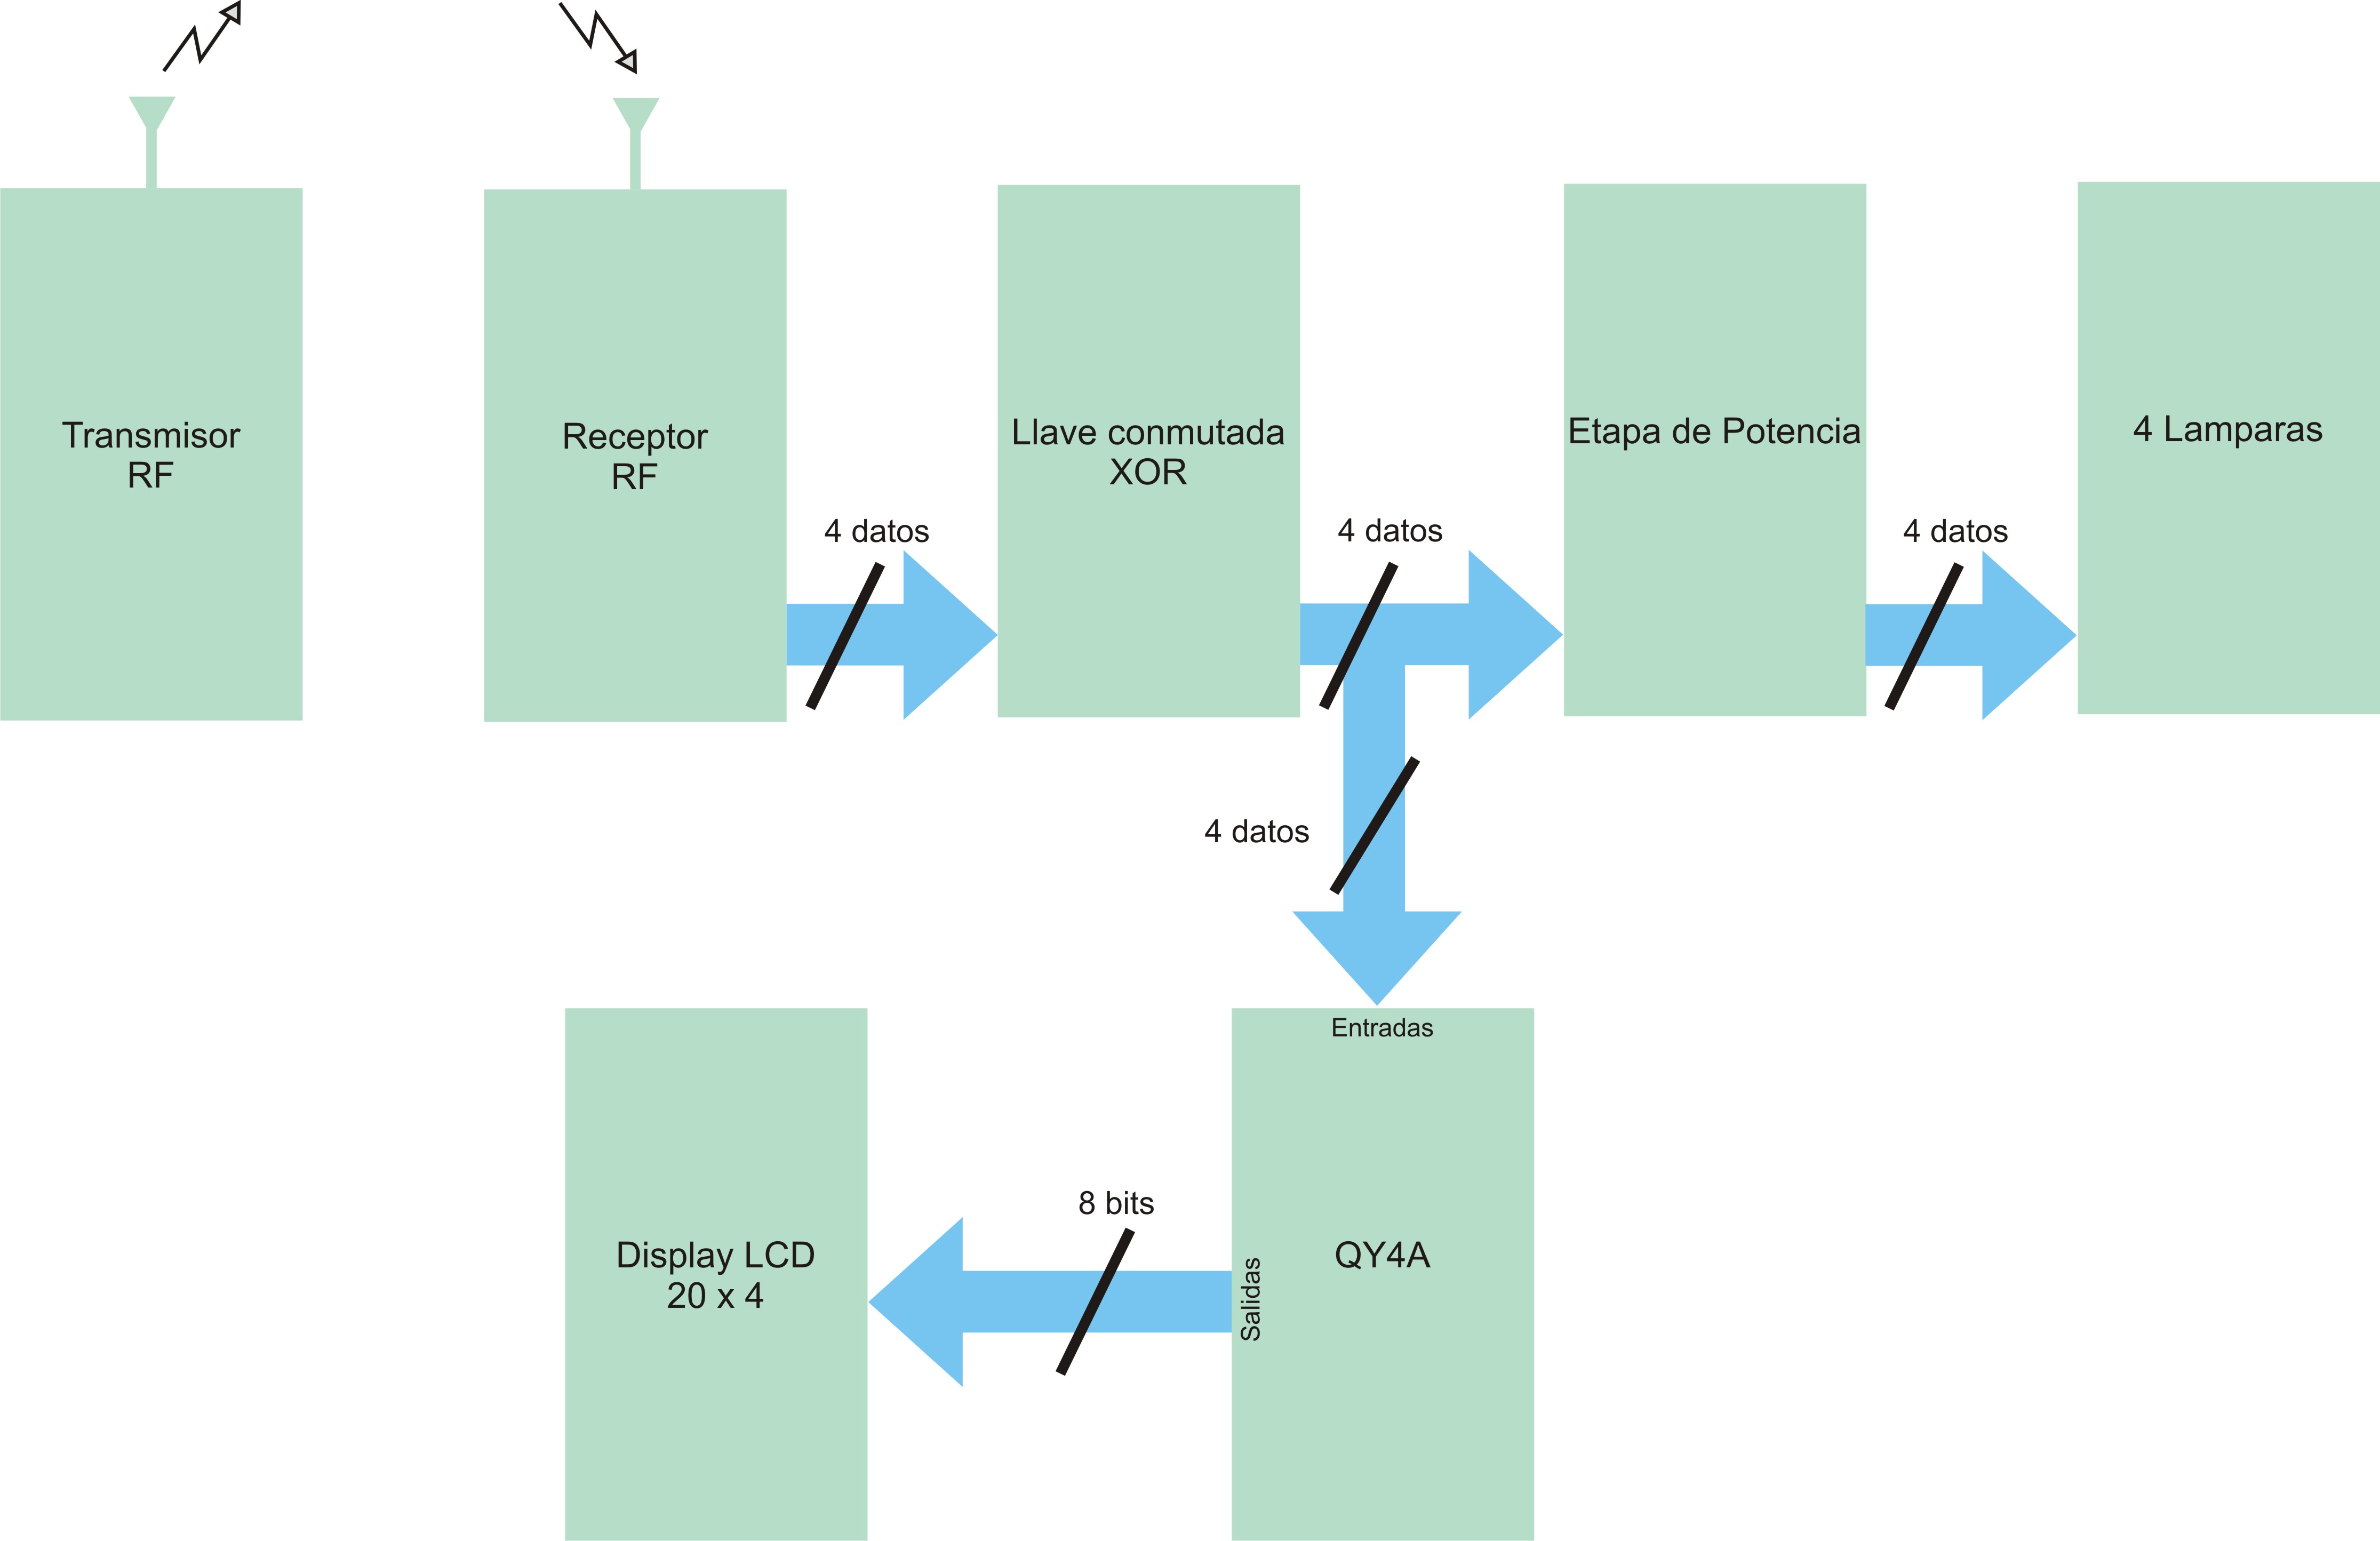 Transmisor
RF
Receptor
RF
4 datos
Llave conmutada
XOR
4 datos
Etapa de Potencia
4 datos
4 Lamparas
4 datos
Entradas
QY4A
Salidas
8 bits
Display LCD
20 x 4